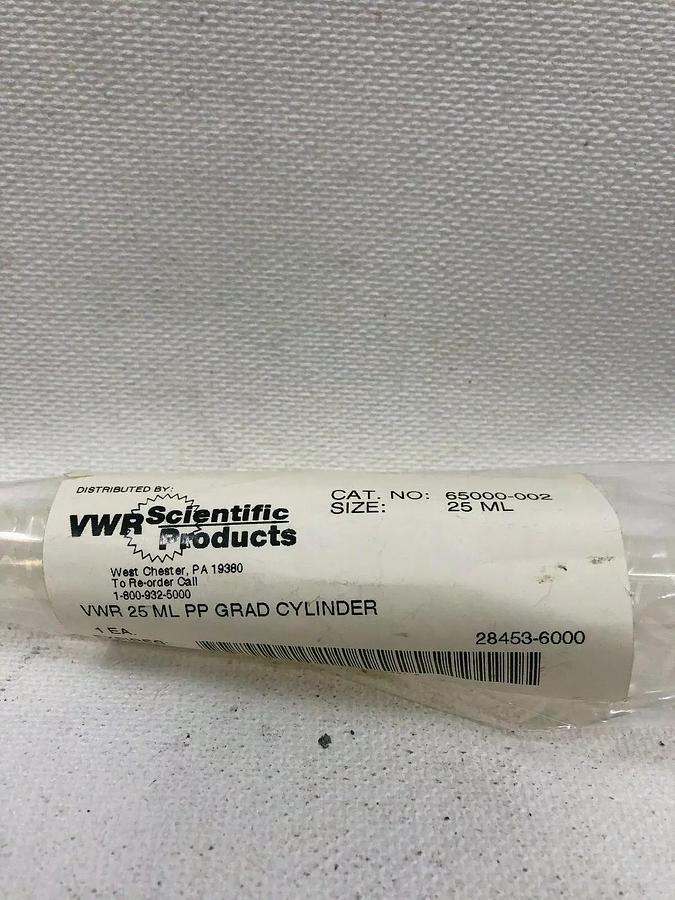 DISTRIBUTED BY:
VWR Scientific
Products
West Chester, PA 19380
To Re-order Call
1-800-932-5000
CAT. NO: 65000-002
SIZE: 25 ML
VWR 25 ML PP GRAD CYLINDER
1 EA.
28453-6000